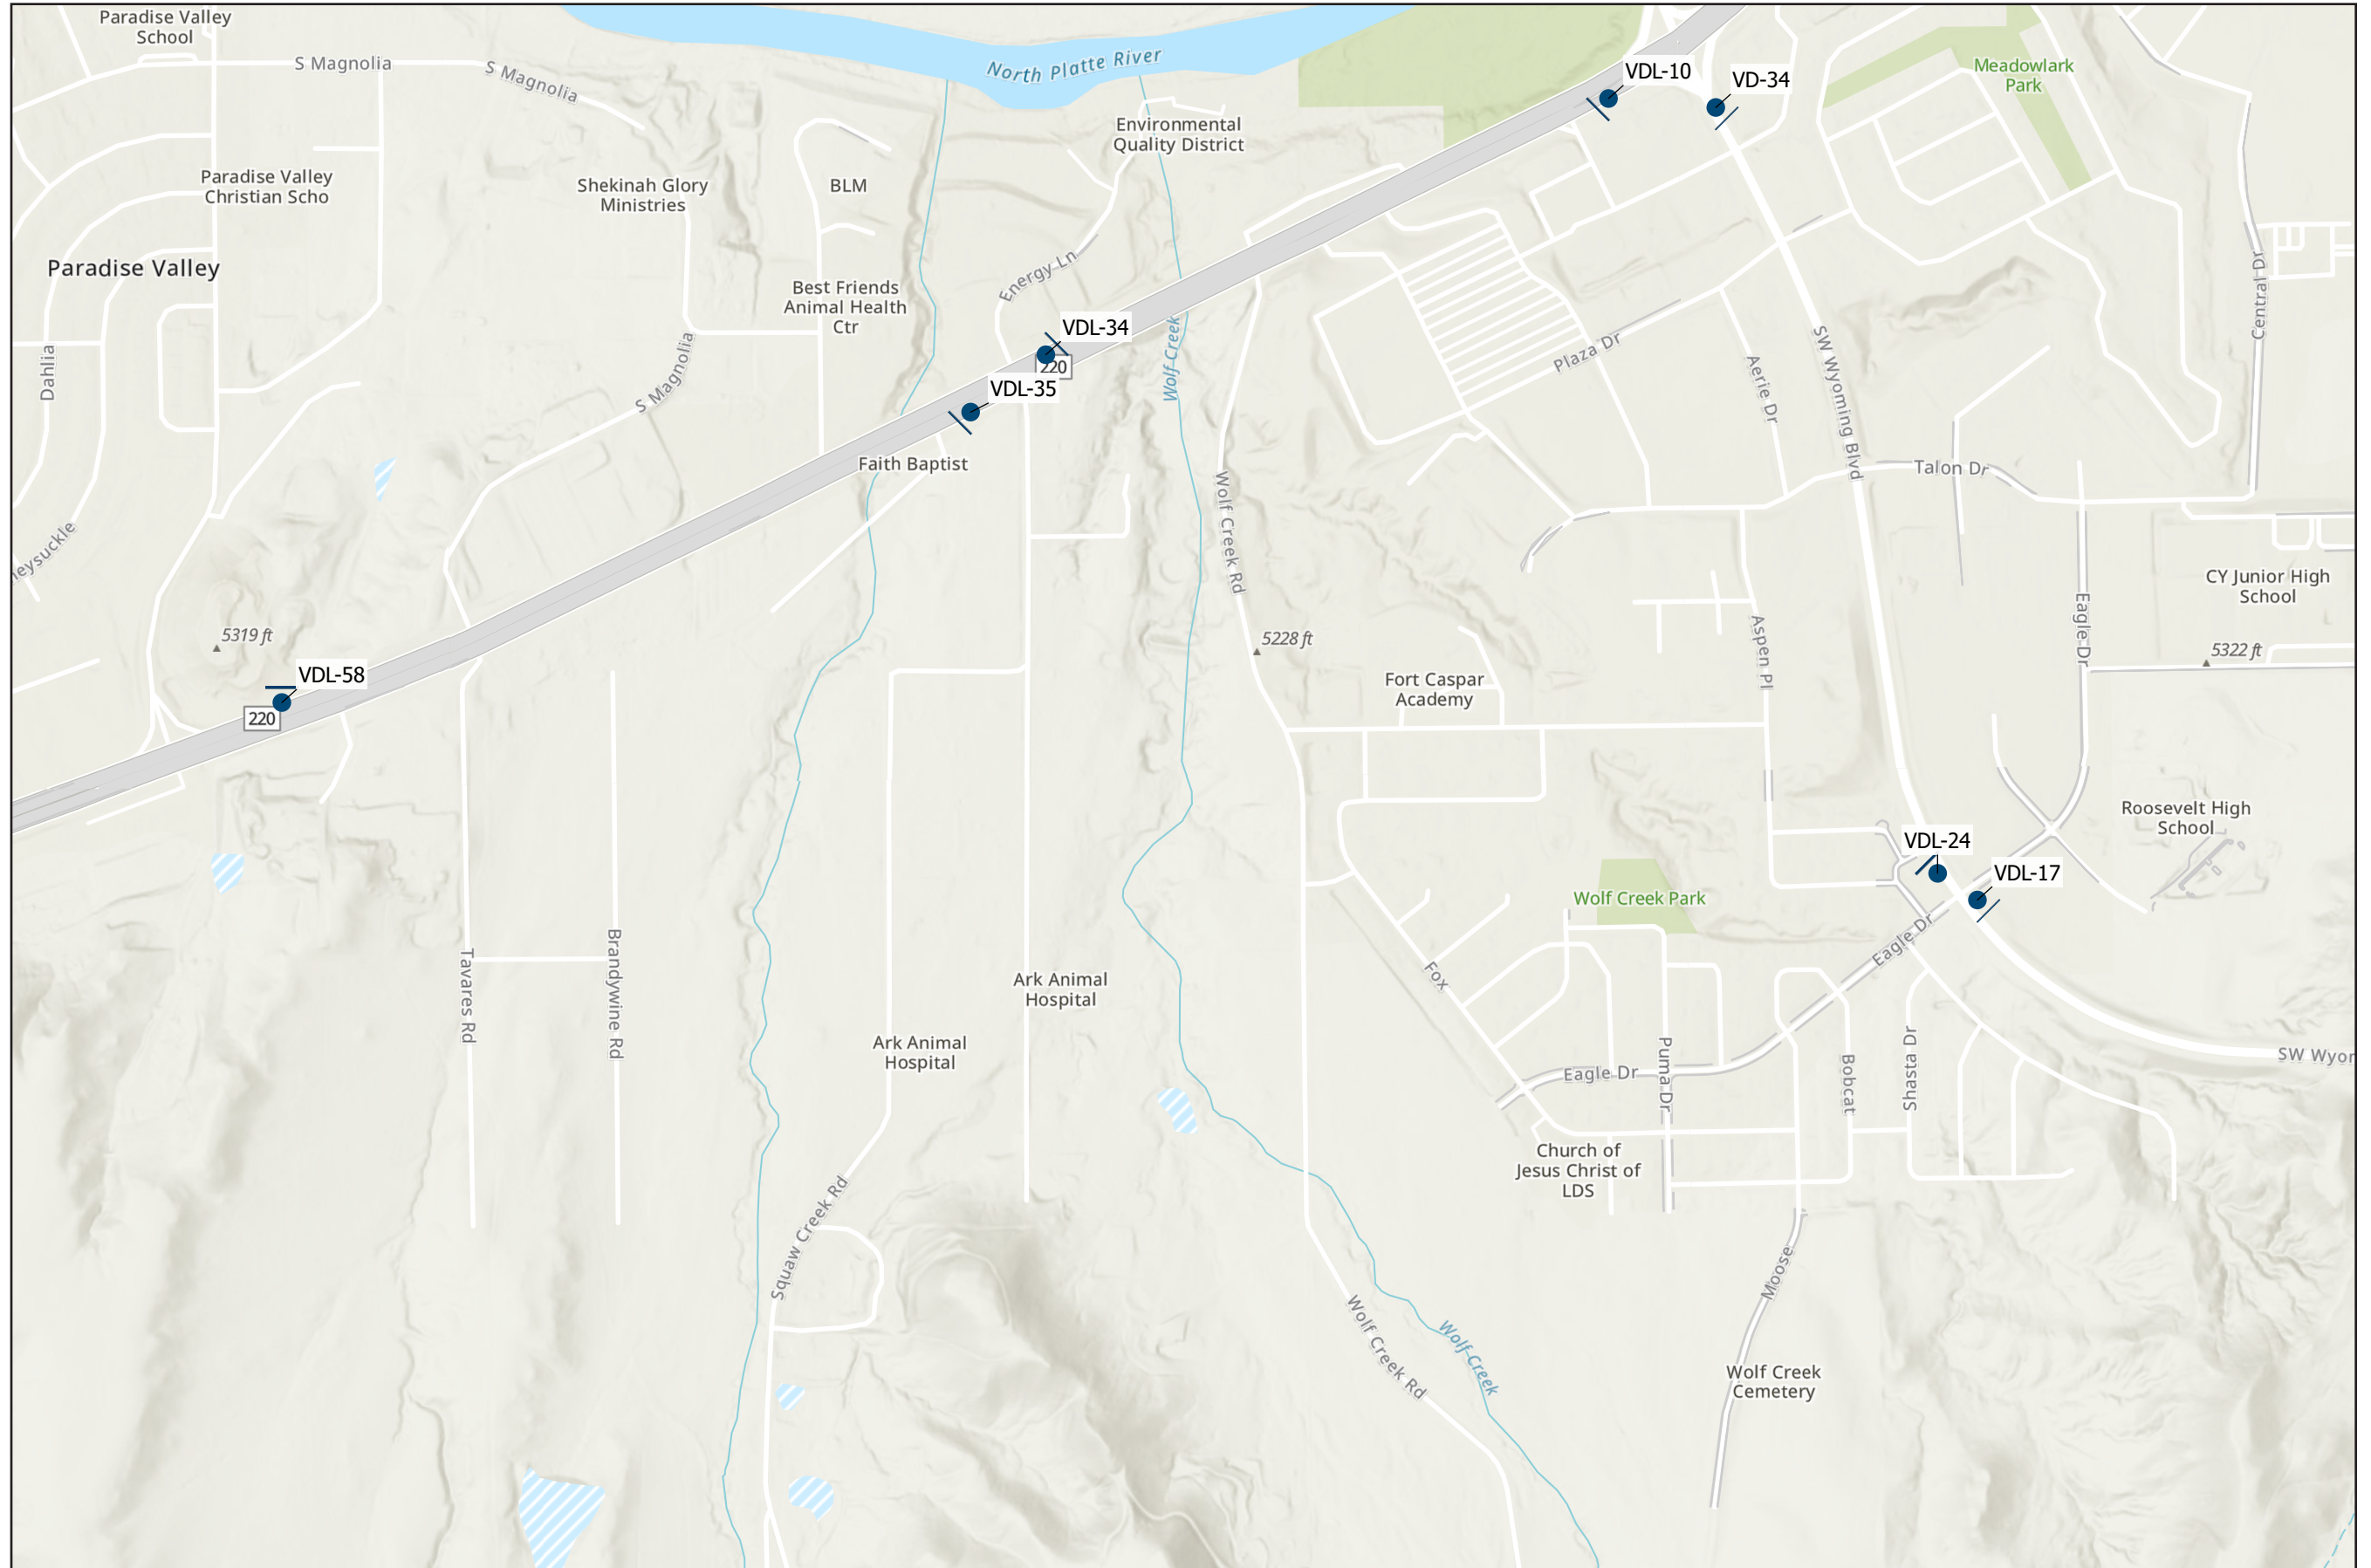 Paradise Valley
School
S Magnolia
S Magnolia
North Platte River
VDL-10
VD-34
Meadowlark
Park
Environmental
Quality District
Paradise Valley
Christian Scho
Shekinah Glory
Ministries
BLM
Paradise Valley
Energy Ln
Best Friends
Animal Health
Ctr
Central Dr
VDL-34
220
Wolf Creek
Plaza Dr
SW Wyoming Blvd
Dahlia
S Magnolia
VDL-35
Aerie Dr
Faith Baptist
Talon Dr
Wolf Creek Rd
neysuckle
CY Junior High
School
Eagle Dr
5319 ft
5228 ft
Aspen Pl
5322 ft
VDL-58
220
Fort Caspar
Academy
Roosevelt High
School
VDL-24
VDL-17
Wolf Creek Park
Eagle Dr
Tavares Rd
Brandywine Rd
Ark Animal
Hospital
Fox
Ark Animal
Hospital
SW Wyor
Eagle Dr
Puma Dr
Bobcat
Shasta Dr
Church of
Jesus Christ of
LDS
Squaw Creek Rd
Moose
Wolf Creek Rd
Wolf Creek
Wolf Creek
Cemetery